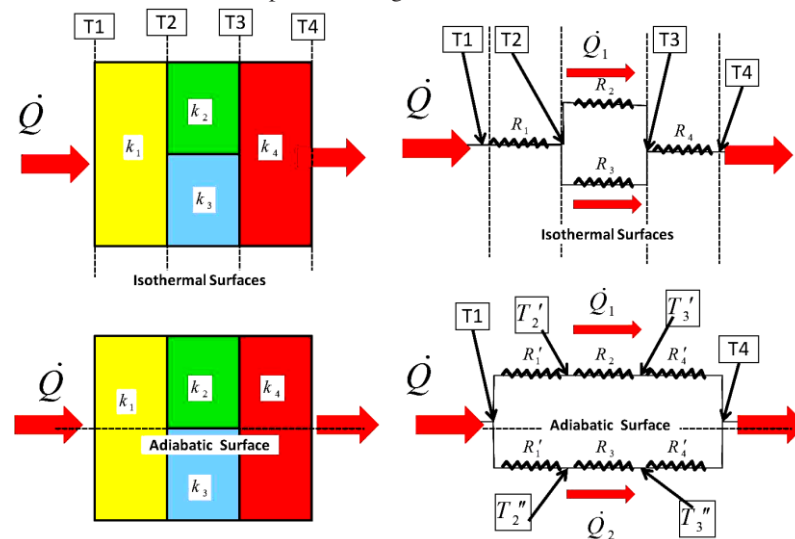 T1 T2 T3 T4
Q̇
k₁
k₂
k₃
k₄
Isothermal Surfaces
T1 T2 Q̇₁ T3 T4
Q̇
R₁
R₂
R₃
R₄
Isothermal Surfaces
Q̇
k₁
k₂
k₄
Adiabatic Surface
k₃
T1 T₂′ Q̇₁ T₃′ T4
Q̇
R₁′ R₂ R₄′
Adiabatic Surface
R₁′ R₃ R₄′
T₂″ Q̇₂ T₃″